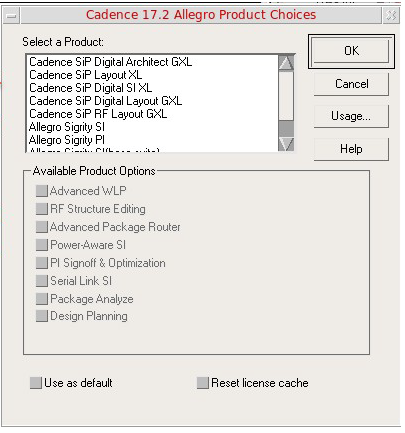 Cadence 17.2 Allegro Product Choices
Select a Product:
Cadence SiP Digital Architect GXL
Cadence SiP Layout XL
Cadence SiP Digital SI XL
Cadence SiP Digital Layout GXL
Cadence SiP RF Layout GXL
Allegro Sigrity SI
Allegro Sigrity PI
OK
Cancel
Usage...
Help
Available Product Options
Advanced WLP
RF Structure Editing
Advanced Package Router
Power-Aware SI
PI Signoff & Optimization
Serial Link SI
Package Analyze
Design Planning
Use as default
Reset license cache